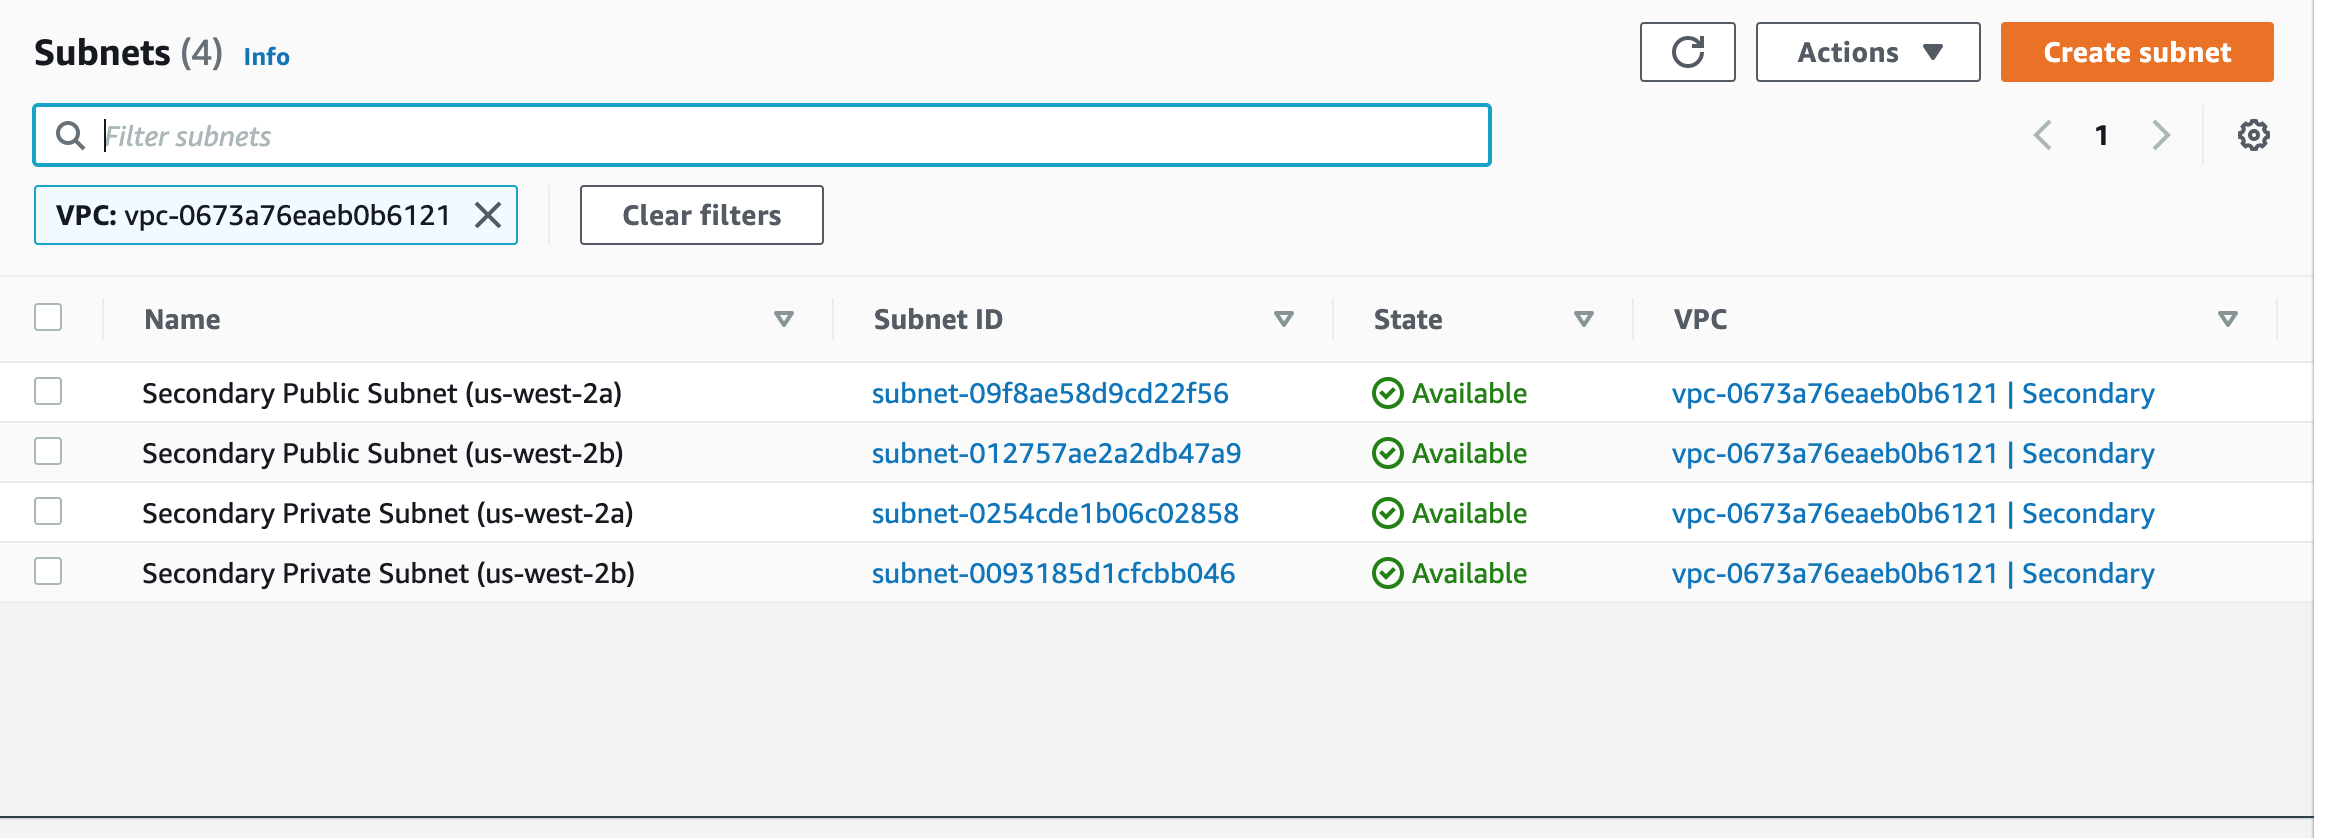 Subnets (4) Info
Actions
Create subnet
Filter subnets
1
VPC: vpc-0673a76eaeb0b6121
Clear filters
Name Subnet ID State VPC
Secondary Public Subnet (us-west-2a) subnet-09f8ae58d9cd22f56 Available vpc-0673a76eaeb0b6121 | Secondary
Secondary Public Subnet (us-west-2b) subnet-012757ae2a2db47a9 Available vpc-0673a76eaeb0b6121 | Secondary
Secondary Private Subnet (us-west-2a) subnet-0254cde1b06c02858 Available vpc-0673a76eaeb0b6121 | Secondary
Secondary Private Subnet (us-west-2b) subnet-0093185d1cfcbb046 Available vpc-0673a76eaeb0b6121 | Secondary